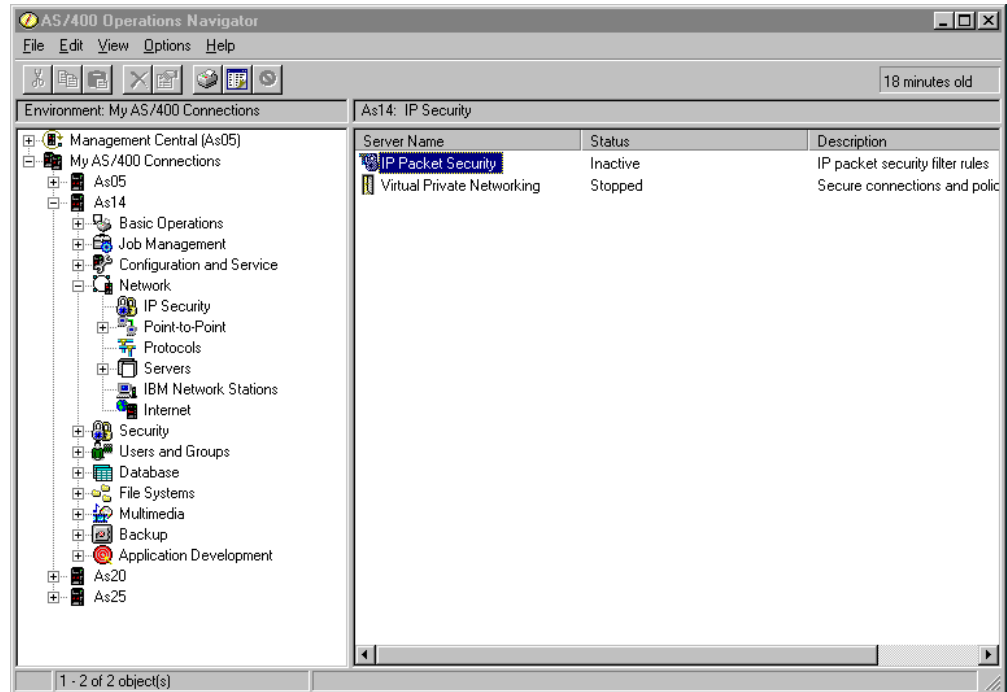 AS/400 Operations Navigator
File Edit View Options Help
18 minutes old
Environment: My AS/400 Connections
As14: IP Security
Management Central (As05)
My AS/400 Connections
As05
As14
Basic Operations
Job Management
Configuration and Service
Network
IP Security
Point-to-Point
Protocols
Servers
IBM Network Stations
Internet
Security
Users and Groups
Database
File Systems
Multimedia
Backup
Application Development
As20
As25
Server Name Status Description
IP Packet Security Inactive IP packet security filter rules
Virtual Private Networking Stopped Secure connections and polic
1 - 2 of 2 object(s)